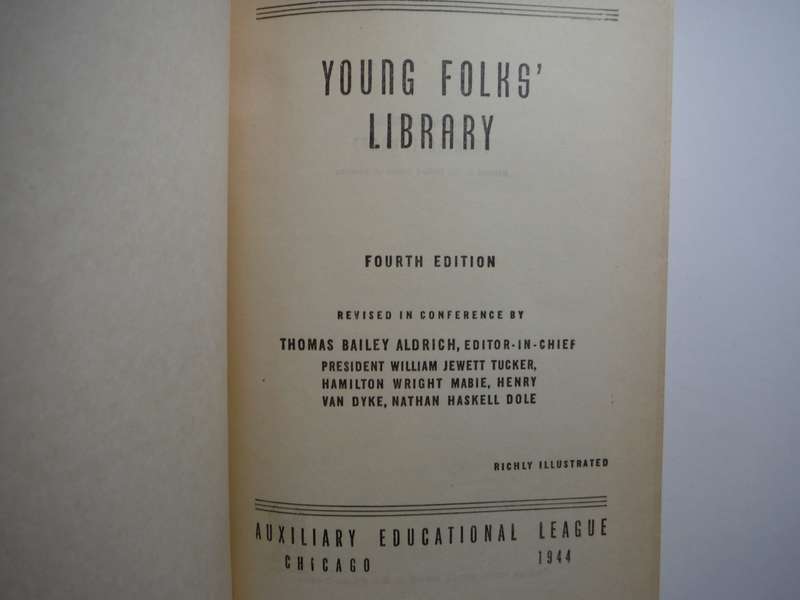 YOUNG FOLKS'
LIBRARY
FOURTH EDITION
REVISED IN CONFERENCE BY
THOMAS BAILEY ALDRICH, EDITOR-IN-CHIEF
PRESIDENT WILLIAM JEWETT TUCKER,
HAMILTON WRIGHT MABIE, HENRY
VAN DYKE, NATHAN HASKELL DOLE
RICHLY ILLUSTRATED
AUXILIARY EDUCATIONAL LEAGUE
CHICAGO 1944